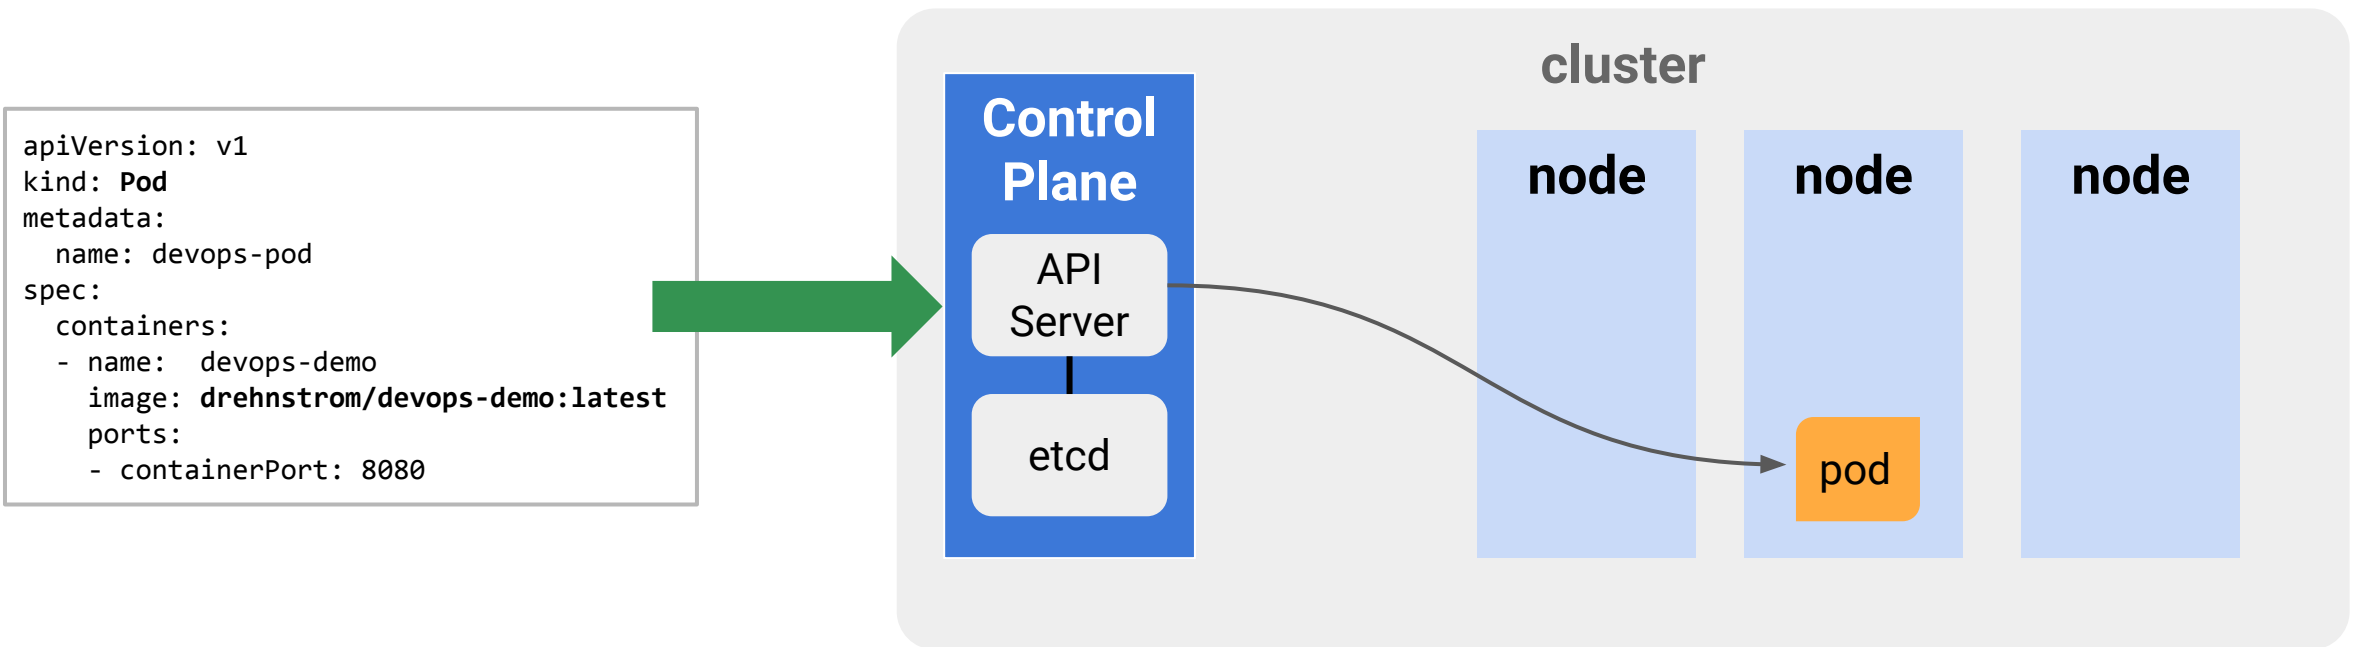 apiVersion: v1
kind: Pod
metadata:
  name: devops-pod
spec:
  containers:
  - name:  devops-demo
    image: drehnstrom/devops-demo:latest
    ports:
    - containerPort: 8080
cluster
Control
Plane
API
Server
etcd
node
node
node
pod